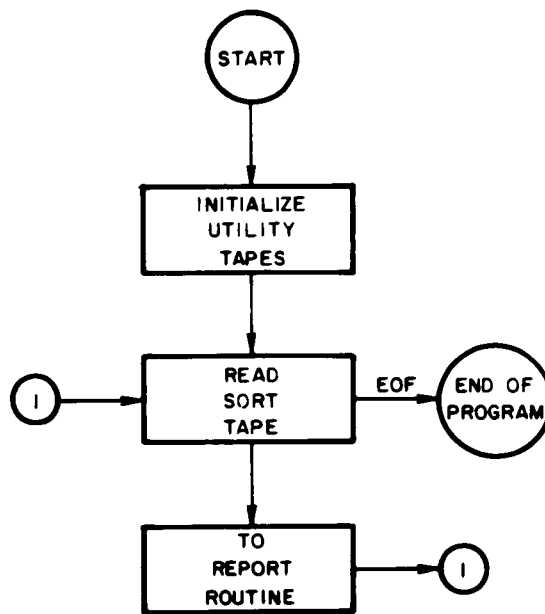 START
INITIALIZE
UTILITY
TAPES
1
READ
SORT
TAPE
EOF
END OF
PROGRAM
TO
REPORT
ROUTINE
1